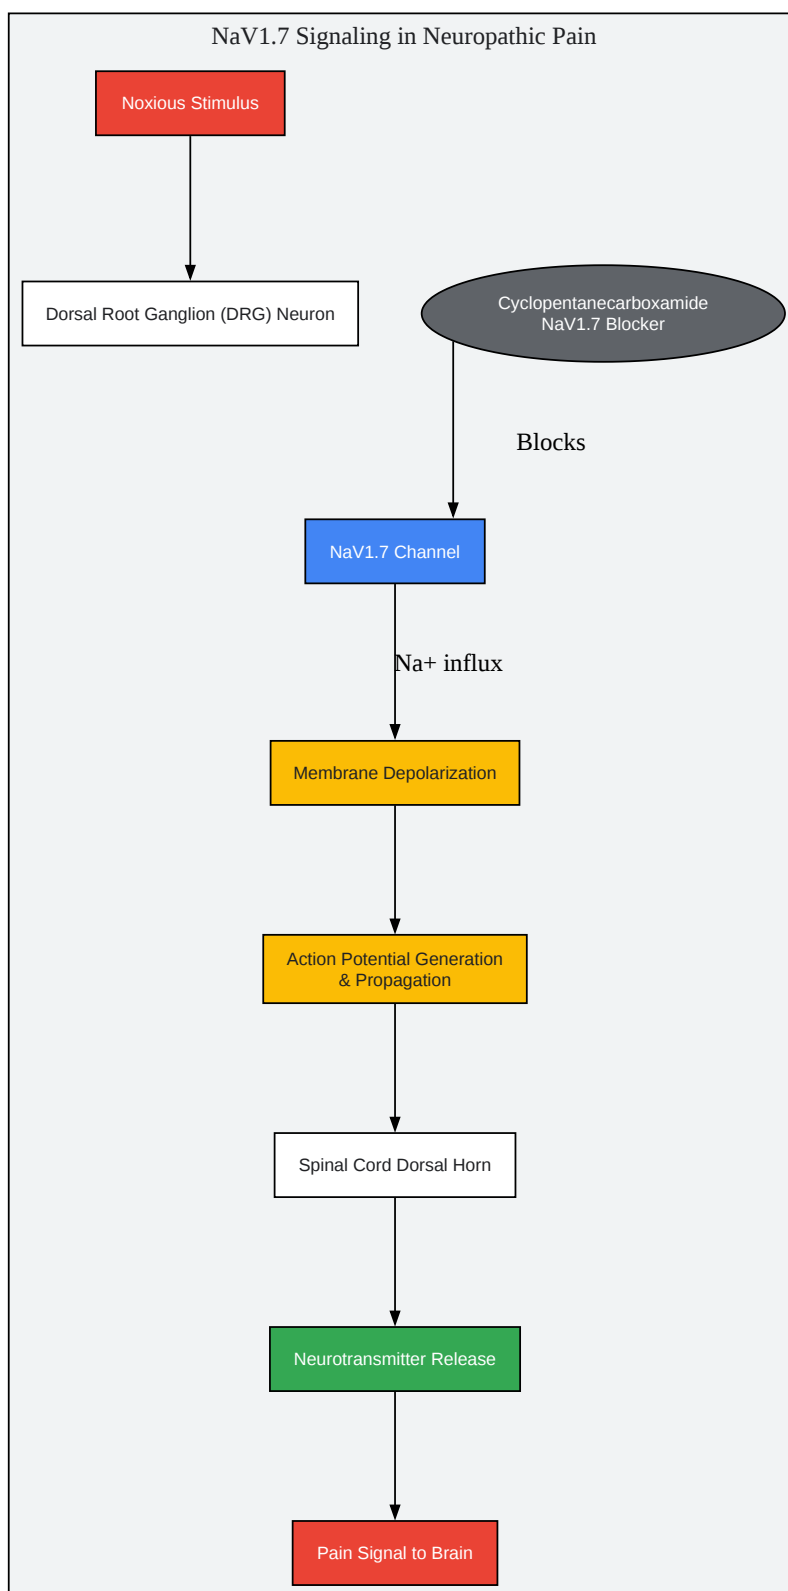 NaV1.7 Signaling in Neuropathic Pain
Noxious Stimulus
Dorsal Root Ganglion (DRG) Neuron
Cyclopentanecarboxamide
NaV1.7 Blocker
Blocks
NaV1.7 Channel
Na+ influx
Membrane Depolarization
Action Potential Generation
& Propagation
Spinal Cord Dorsal Horn
Neurotransmitter Release
Pain Signal to Brain